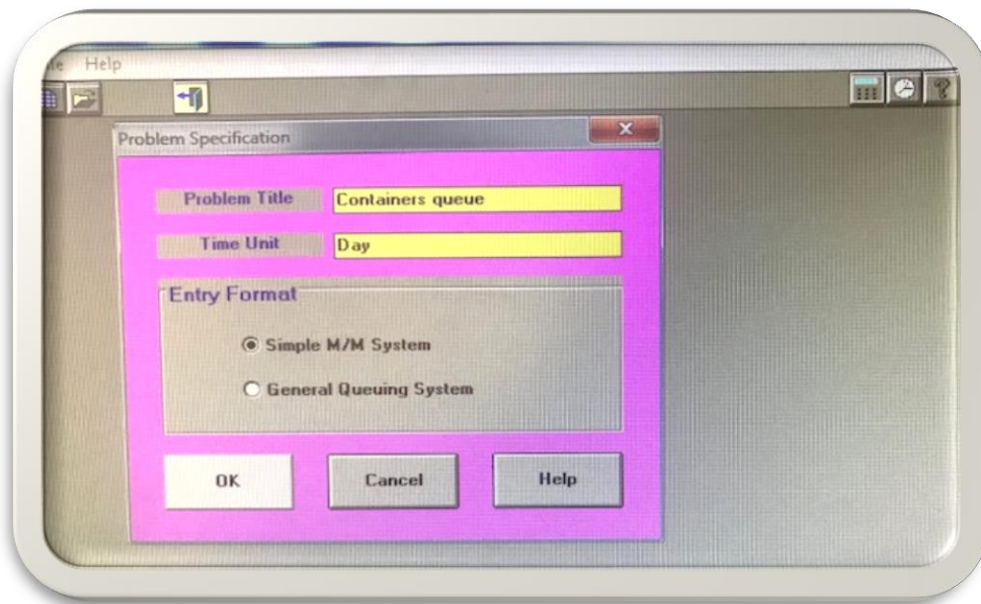 Help
Problem Specification
Problem Title Containers queue
Time Unit Day
Entry Format
Simple M/M System
General Queuing System
OK Cancel Help